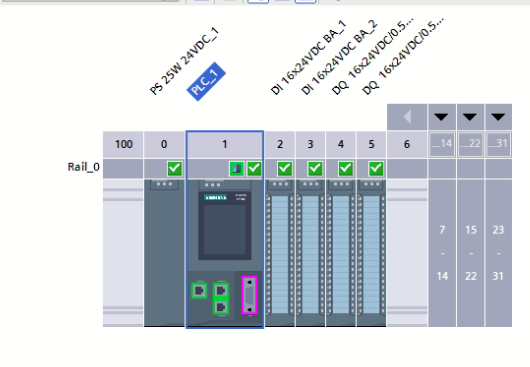 PS 25W 24VDC_1
PLC_1
DI 16x24VDC BA_1
DI 16x24VDC BA_2
DQ 16x24VDC/0.5...
DQ 16x24VDC/0.5...
100 0 1 2 3 4 5 6 ...14 ...22 ...31
Rail_0
SIEMENS
7 15 23
- - -
14 22 31